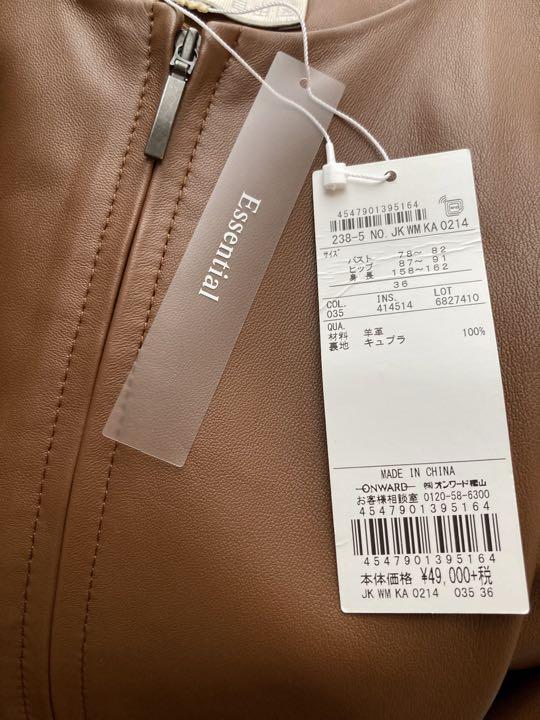 Essential
4547901395164
238-5 NO. JK WM KA 0214
サイズ
バスト 78~ 82
ヒップ 87~ 91
身長 158~162
36
COL. INS. LOT
035 414514 6827410
QUA.
材料 羊革 100%
裏地 キュプラ
MADE IN CHINA
ONWARD ㈱オンワード樫山
お客様相談室 0120-58-6300
4547901395164
4547901395164
本体価格 ¥49,000+税
JK WM KA 0214 035 36